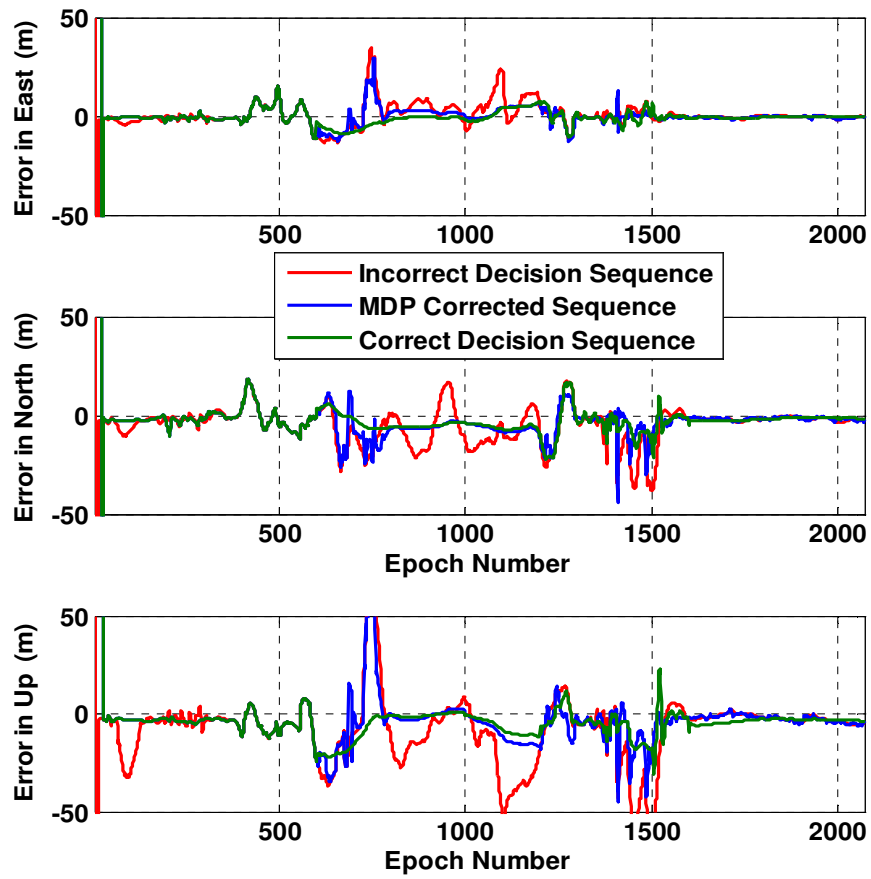 50
0
-50
Error in East (m)
500
1000
1500
2000
Incorrect Decision Sequence
MDP Corrected Sequence
Correct Decision Sequence
50
0
-50
Error in North (m)
500
1000
1500
2000
Epoch Number
50
0
-50
Error in Up (m)
500
1000
1500
2000
Epoch Number